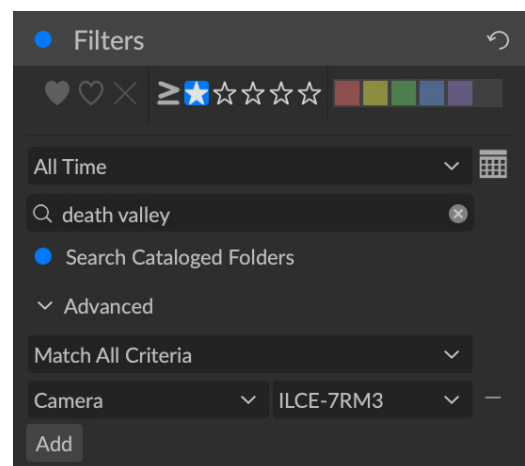 Filters
≥
All Time
death valley
Search Cataloged Folders
Advanced
Match All Criteria
Camera ILCE-7RM3
Add